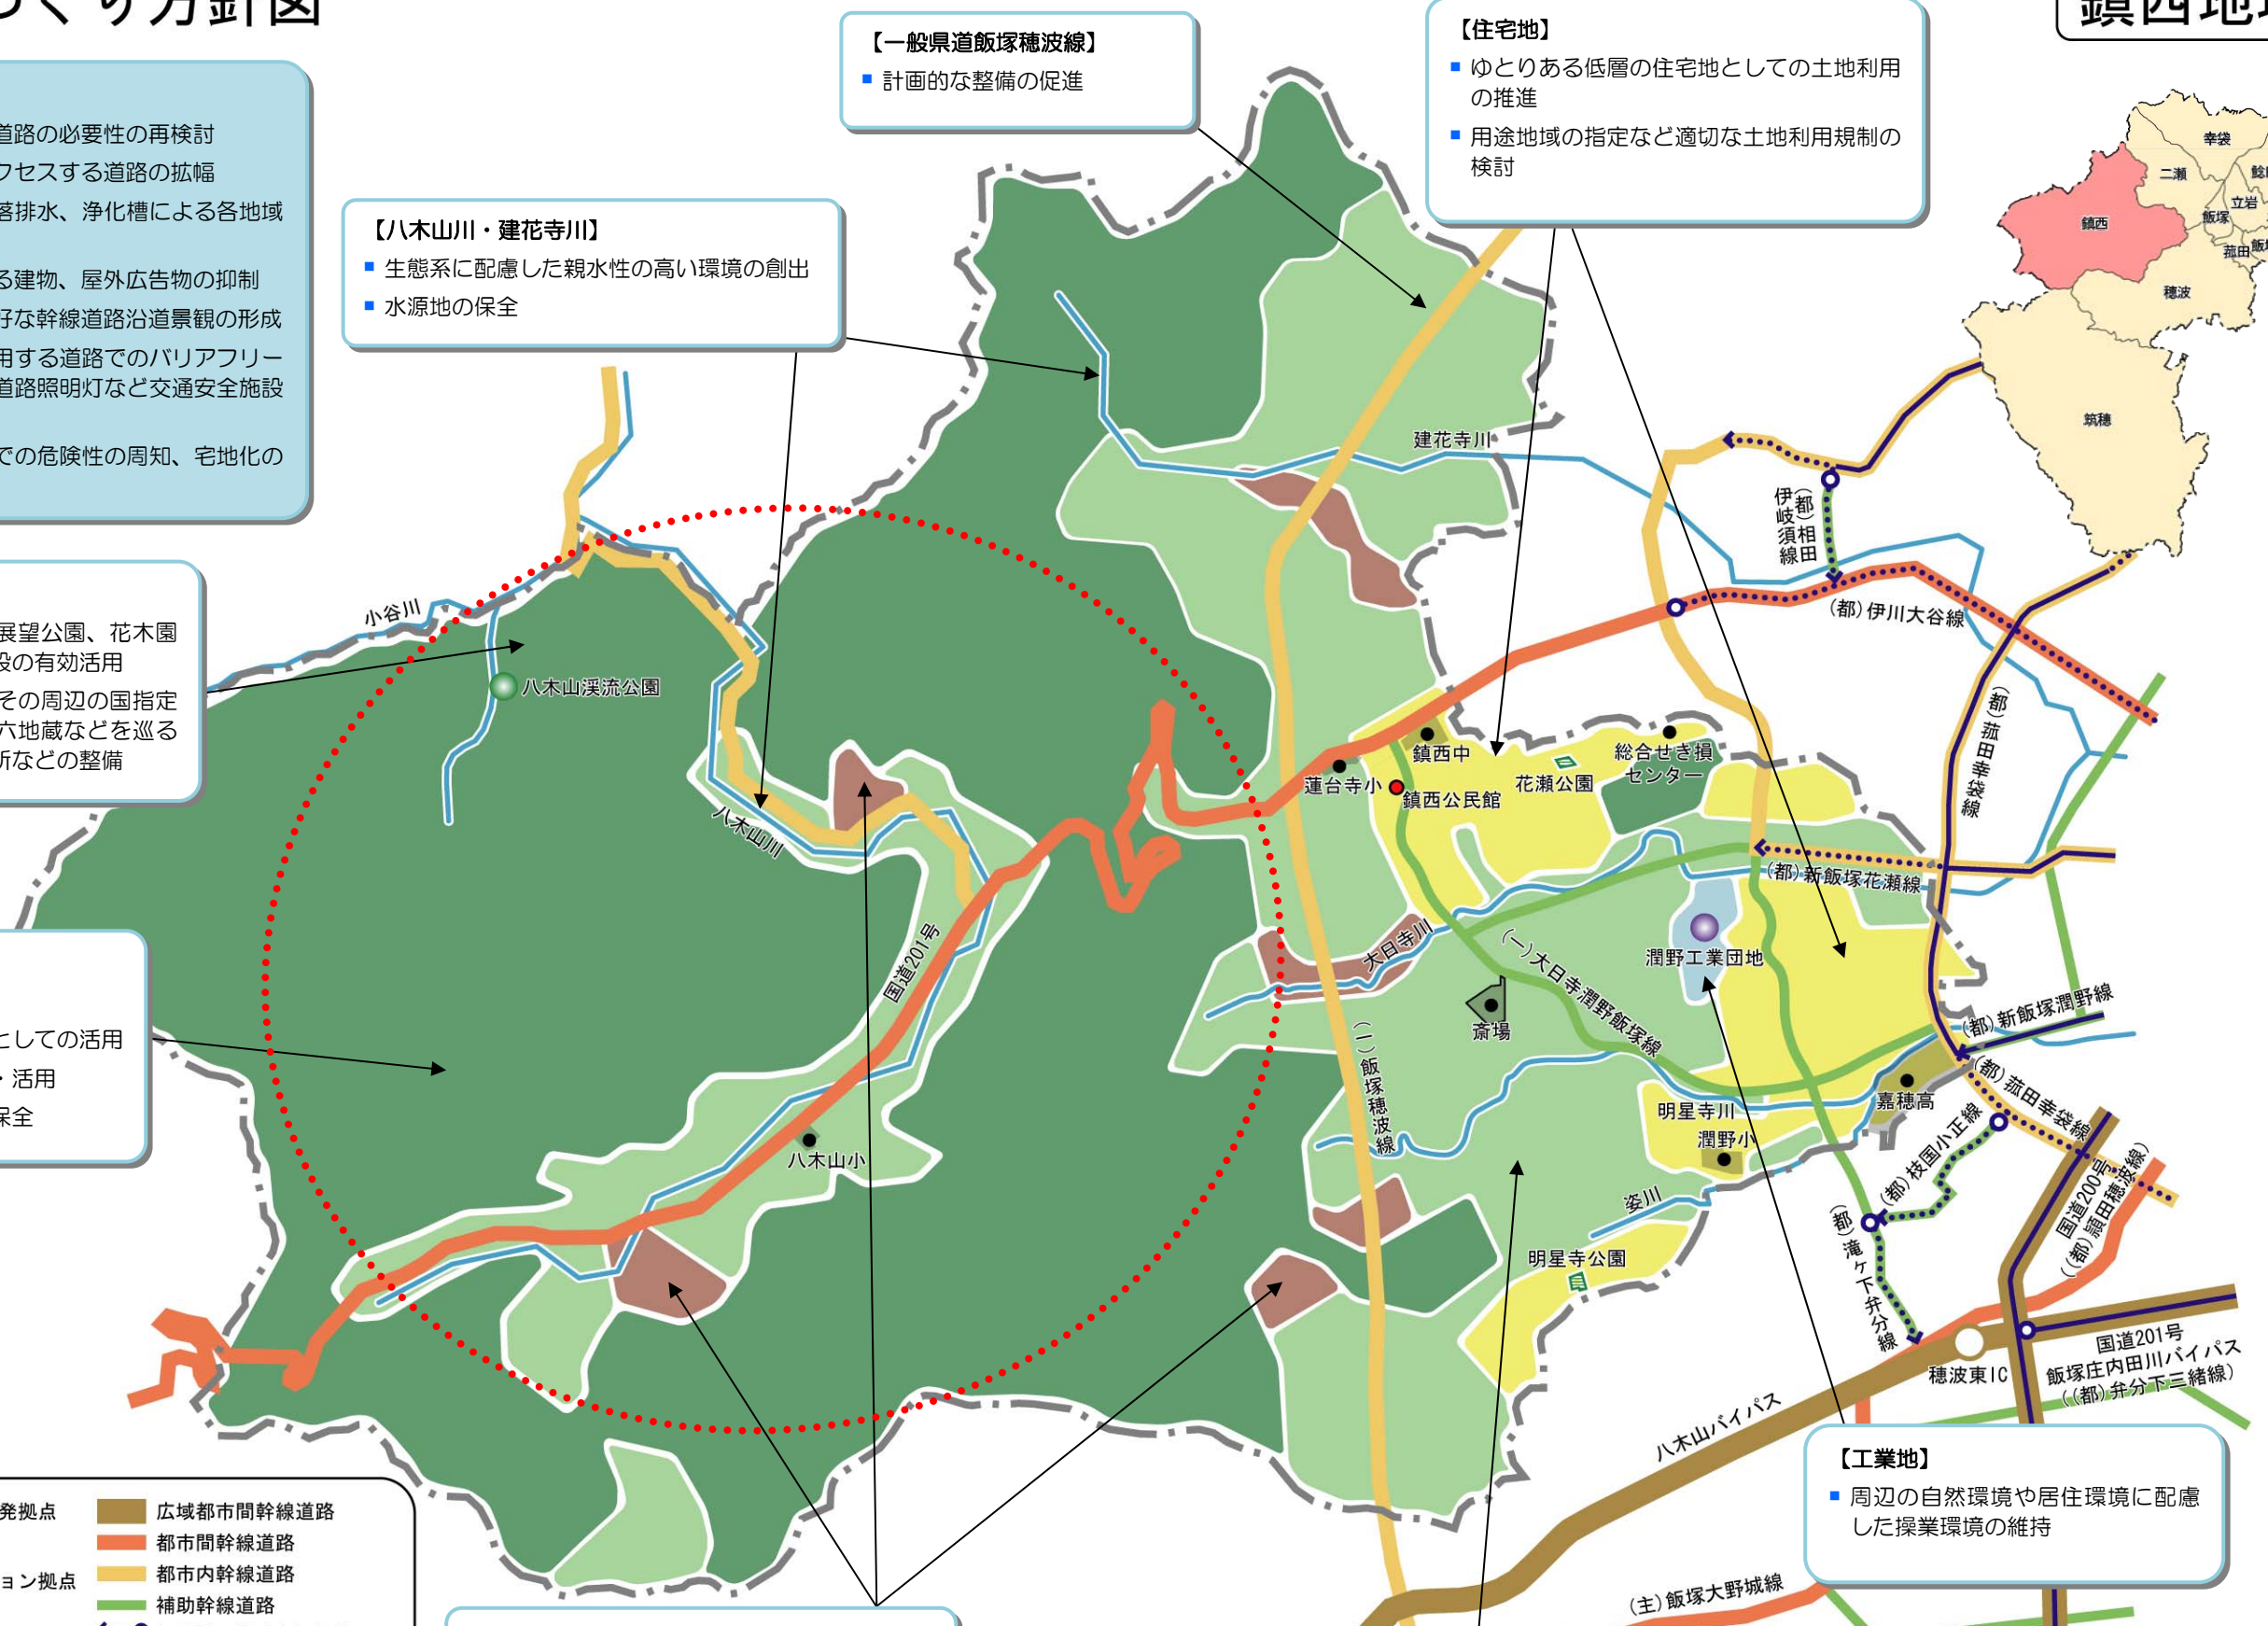 づくり方針図
鎮西地
道路の必要性の再検討
クセスする道路の拡幅
落排水、浄化槽による各地域
る建物、屋外広告物の抑制
好な幹線道路沿道景観の形成
用する道路でのバリアフリー
道路照明灯など交通安全施設
での危険性の周知、宅地化の
展望公園、花木園
設の有効活用
その周辺の国指定
六地蔵などを巡る
所などの整備
としての活用
・活用
保全
【八木山川・建花寺川】
■ 生態系に配慮した親水性の高い環境の創出
■ 水源地の保全
【一般県道飯塚穂波線】
■ 計画的な整備の促進
【住宅地】
■ ゆとりある低層の住宅地としての土地利用
の推進
■ 用途地域の指定など適切な土地利用規制の
検討
幸袋
二瀬
立岩
飯塚
鎮西
菰田
穂波
筑穂
建花寺川
小谷川
八木山渓流公園
八木山川
国道201号
八木山小
(都)相田
伊岐須線
(都)伊川大谷線
(都)菰田幸袋線
鎮西中
蓮台寺小
鎮西公民館
花瀬公園
総合せき損
センター
(都)新飯塚花瀬線
潤野工業団地
大日寺川
(一)大日寺潤野飯塚線
斎場
(一)飯塚穂波線
(都)新飯塚潤野線
(都)菰田幸袋線
嘉穂高
明星寺川
潤野小
姿川
明星寺公園
(都)枝国小正線
(都)滝ヶ下弁分線
国道200号
((都)潁田穂波線)
穂波東IC
国道201号
飯塚庄内田川バイパス
((都)弁分下三緒線)
八木山バイパス
(主)飯塚大野城線
【工業地】
■ 周辺の自然環境や居住環境に配慮
した操業環境の維持
発拠点
ョン拠点
広域都市間幹線道路
都市間幹線道路
都市内幹線道路
補助幹線道路